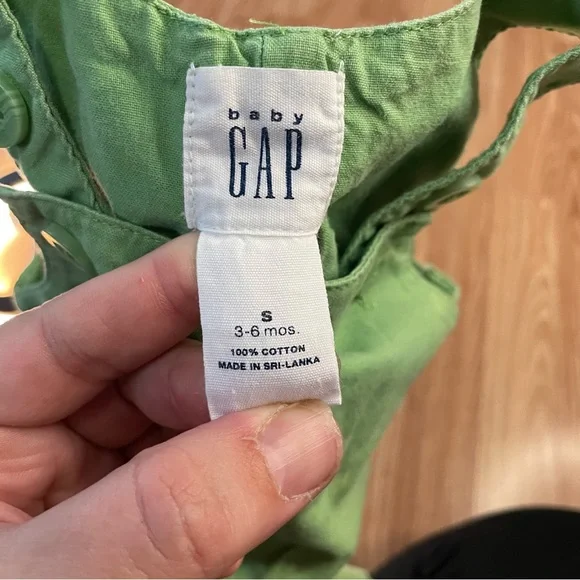 baby
GAP
S
3-6 mos.
100% COTTON
MADE IN SRI-LANKA